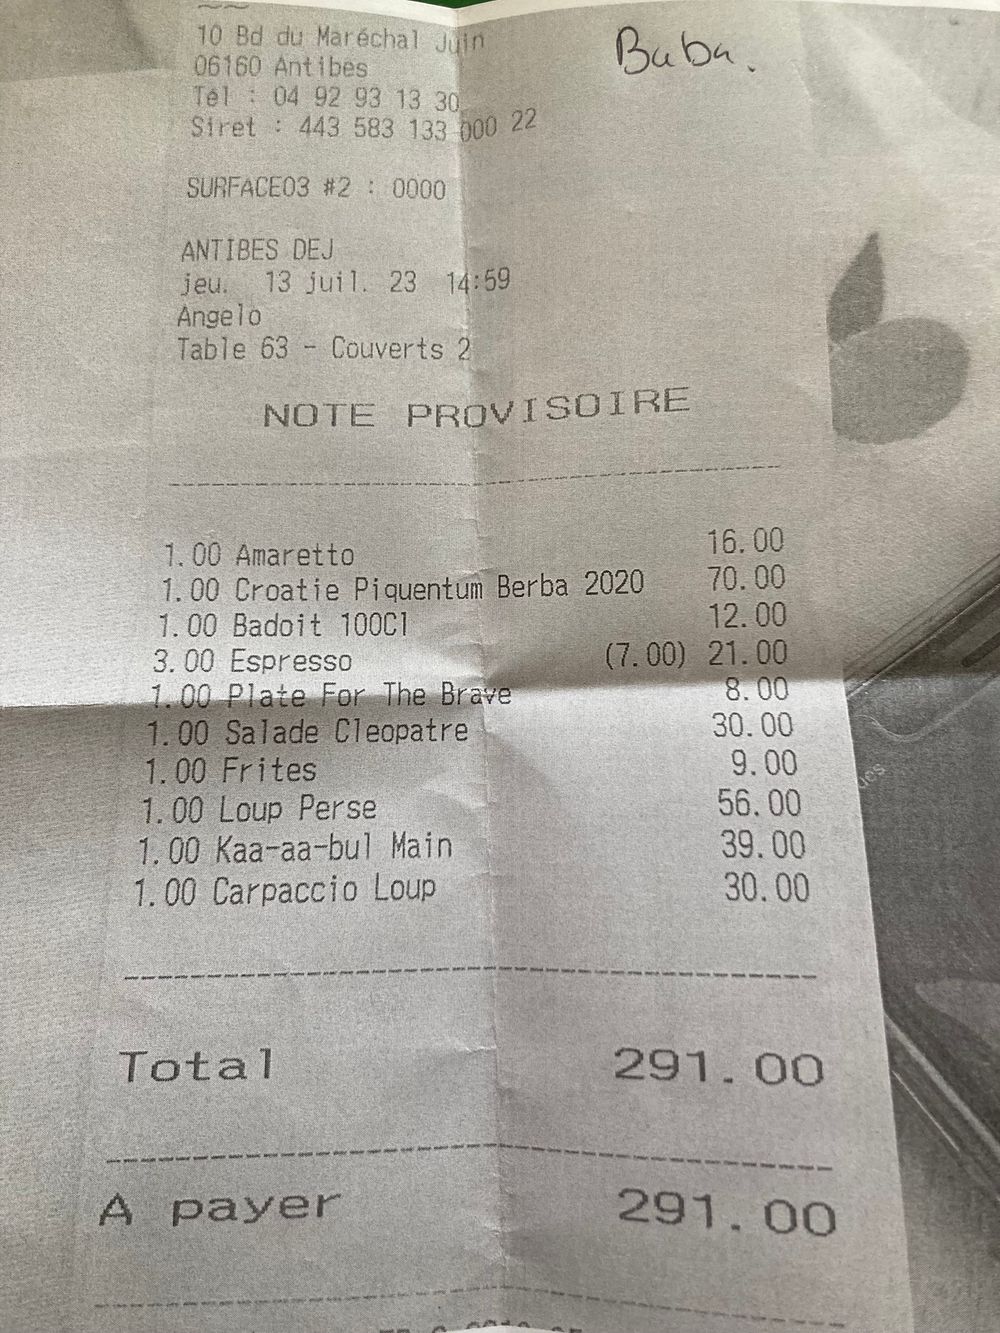 10 Bd du Maréchal Juin
Baba.
06160 Antibes
Tél : 04 92 93 13 30
Siret : 443 583 133 000 22
SURFACE03 #2 : 0000
ANTIBES DEJ
jeu. 13 juil. 23 14:59
Angelo
Table 63 - Couverts 2
NOTE PROVISOIRE
1.00 Amaretto 16.00
1.00 Croatie Piquentum Berba 2020 70.00
1.00 Badoit 100Cl 12.00
3.00 Espresso (7.00) 21.00
1.00 Plate For The Brave 8.00
1.00 Salade Cleopatre 30.00
1.00 Frites 9.00
1.00 Loup Perse 56.00
1.00 Kaa-aa-bul Main 39.00
1.00 Carpaccio Loup 30.00
Total 291.00
A payer 291.00